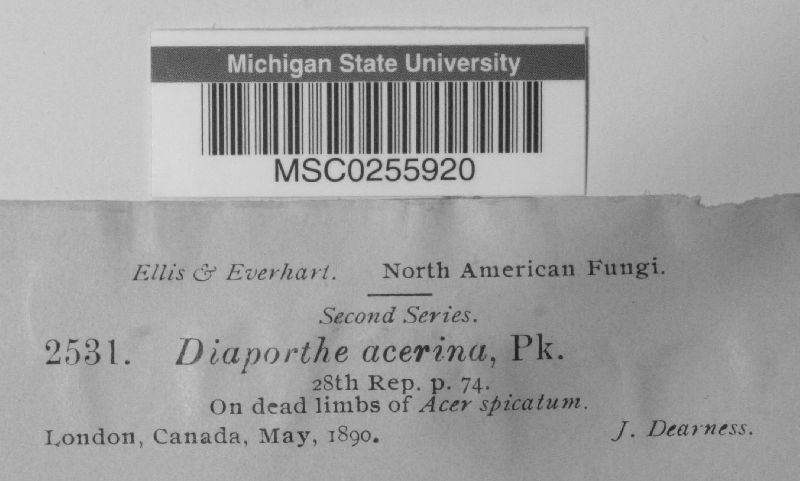 Michigan State University
MSC0255920
Ellis & Everhart. North American Fungi.
Second Series.
2531. Diaporthe acerina, Pk.
28th Rep. p. 74.
On dead limbs of Acer spicatum.
London, Canada, May, 1890. J. Dearness.